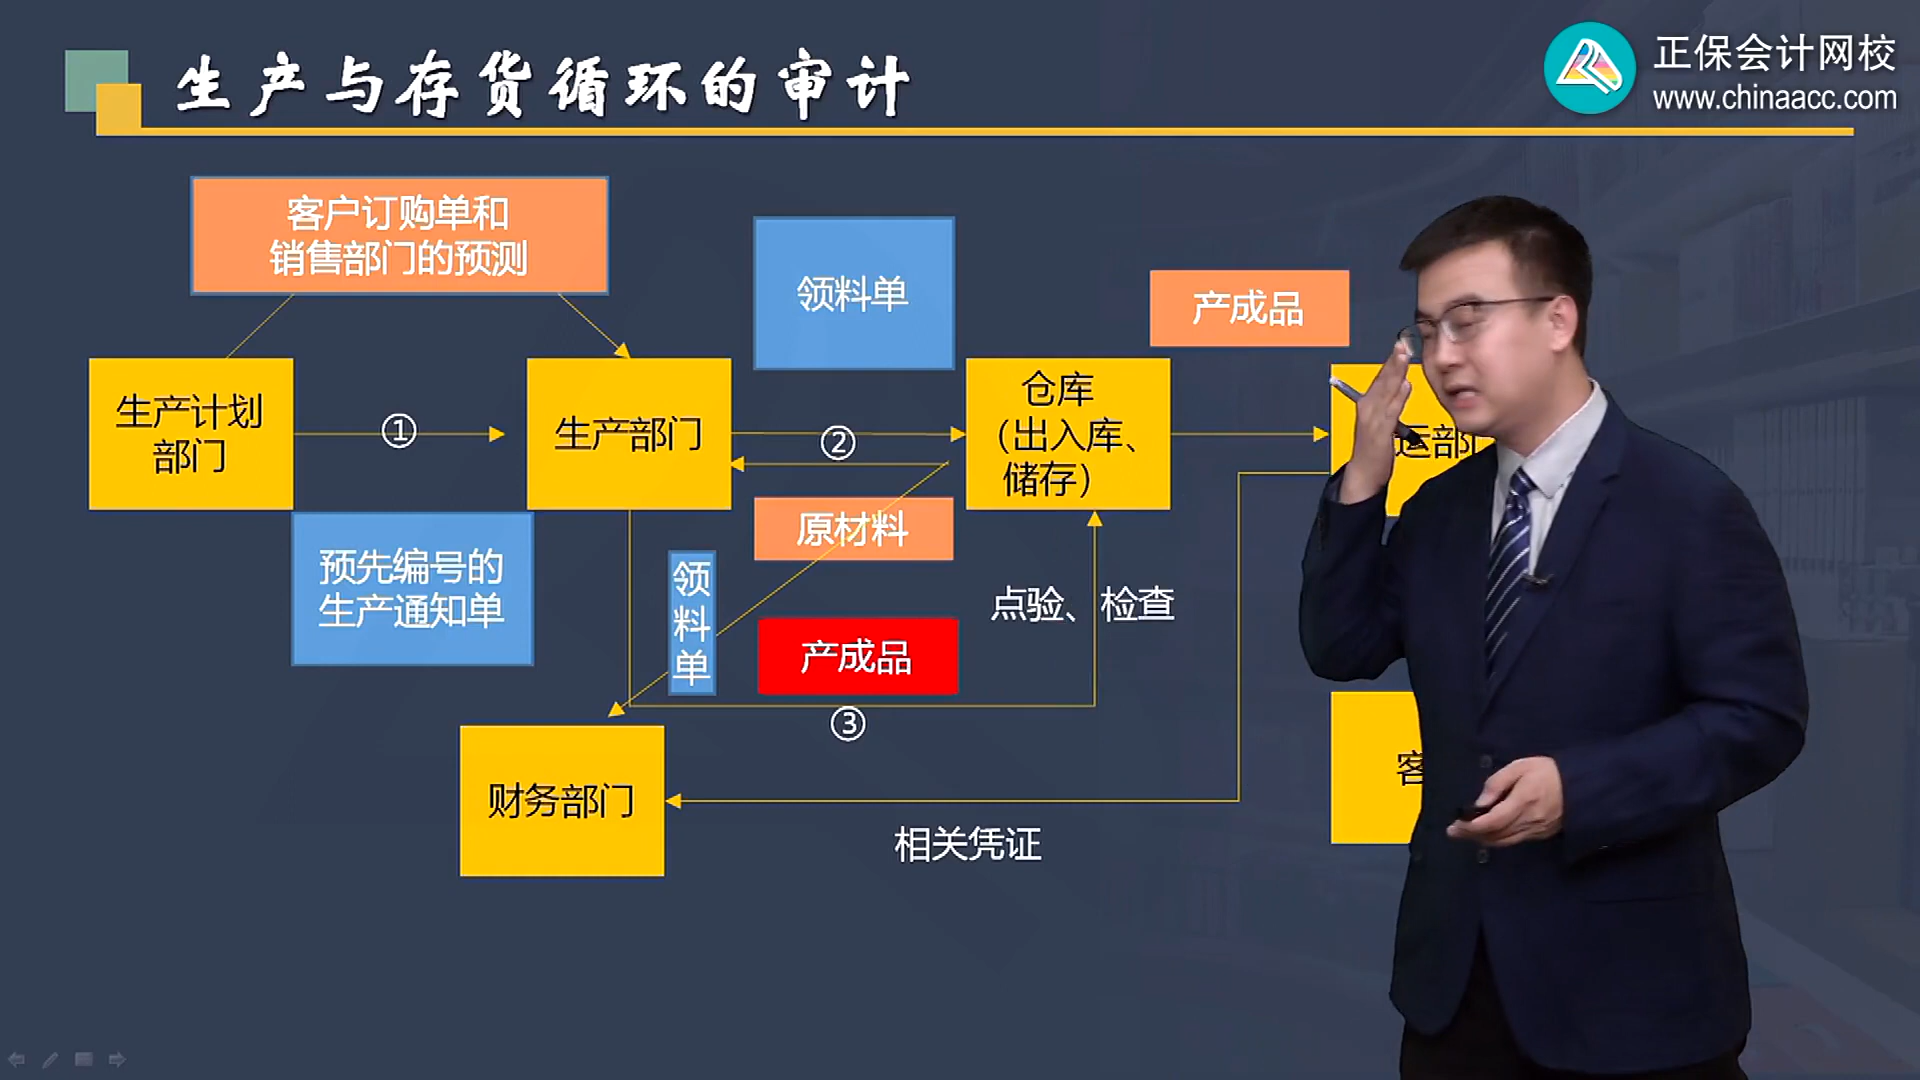 生产与存货循环的审计
正保会计网校
www.chinaacc.com
客户订购单和
销售部门的预测
领料单
产成品
生产计划
部门
①
生产部门
②
仓库
（出入库、
储存）
运部
预先编号的
生产通知单
原材料
领
料
单
产成品
点验、检查
③
财务部门
客
相关凭证